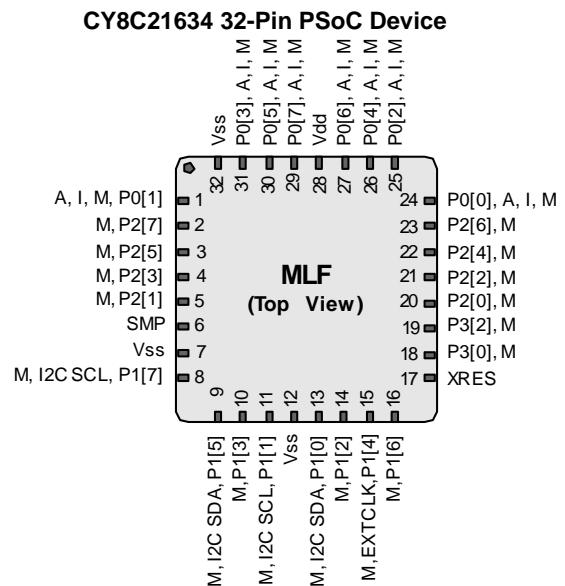 CY8C21634 32-Pin PSoC Device
Vss
P0[3], A, I, M
P0[5], A, I, M
P0[7], A, I, M
Vdd
P0[6], A, I, M
P0[4], A, I, M
P0[2], A, I, M
32
31
30
29
28
27
26
25
A, I, M, P0[1] 1
M, P2[7] 2
M, P2[5] 3
M, P2[3] 4
M, P2[1] 5
SMP 6
Vss 7
M, I2C SCL, P1[7] 8
MLF
(Top View)
24 P0[0], A, I, M
23 P2[6], M
22 P2[4], M
21 P2[2], M
20 P2[0], M
19 P3[2], M
18 P3[0], M
17 XRES
9
10
11
12
13
14
15
16
M, I2C SDA, P1[5]
M, P1[3]
M, I2C SCL, P1[1]
Vss
M, I2C SDA, P1[0]
M, P1[2]
M, EXTCLK, P1[4]
M, P1[6]